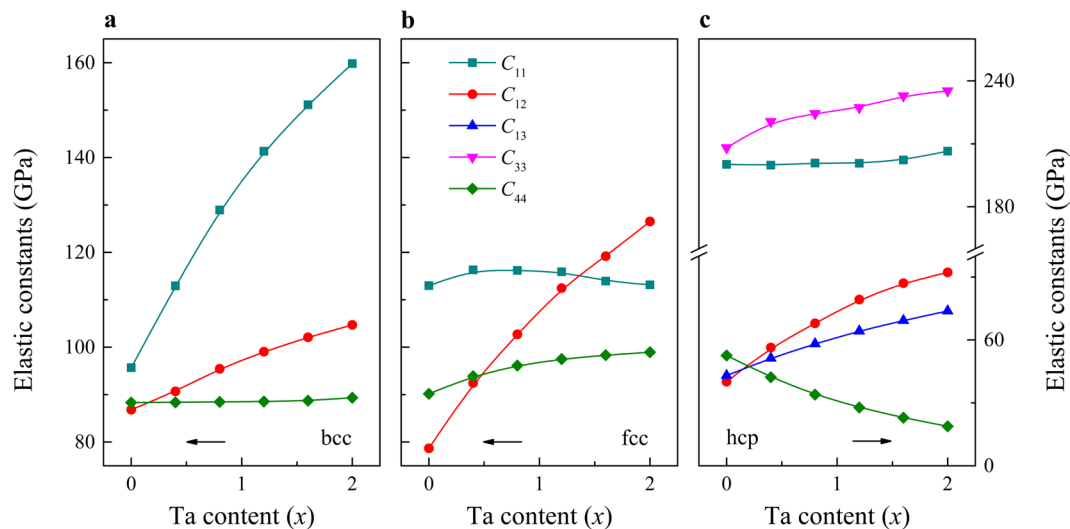 a
b
c
Elastic constants (GPa)
160
140
120
100
80
C11
C12
C13
C33
C44
240
180
60
0
Elastic constants (GPa)
bcc
fcc
hcp
0 1 2
0 1 2
0 1 2
Ta content (x)
Ta content (x)
Ta content (x)